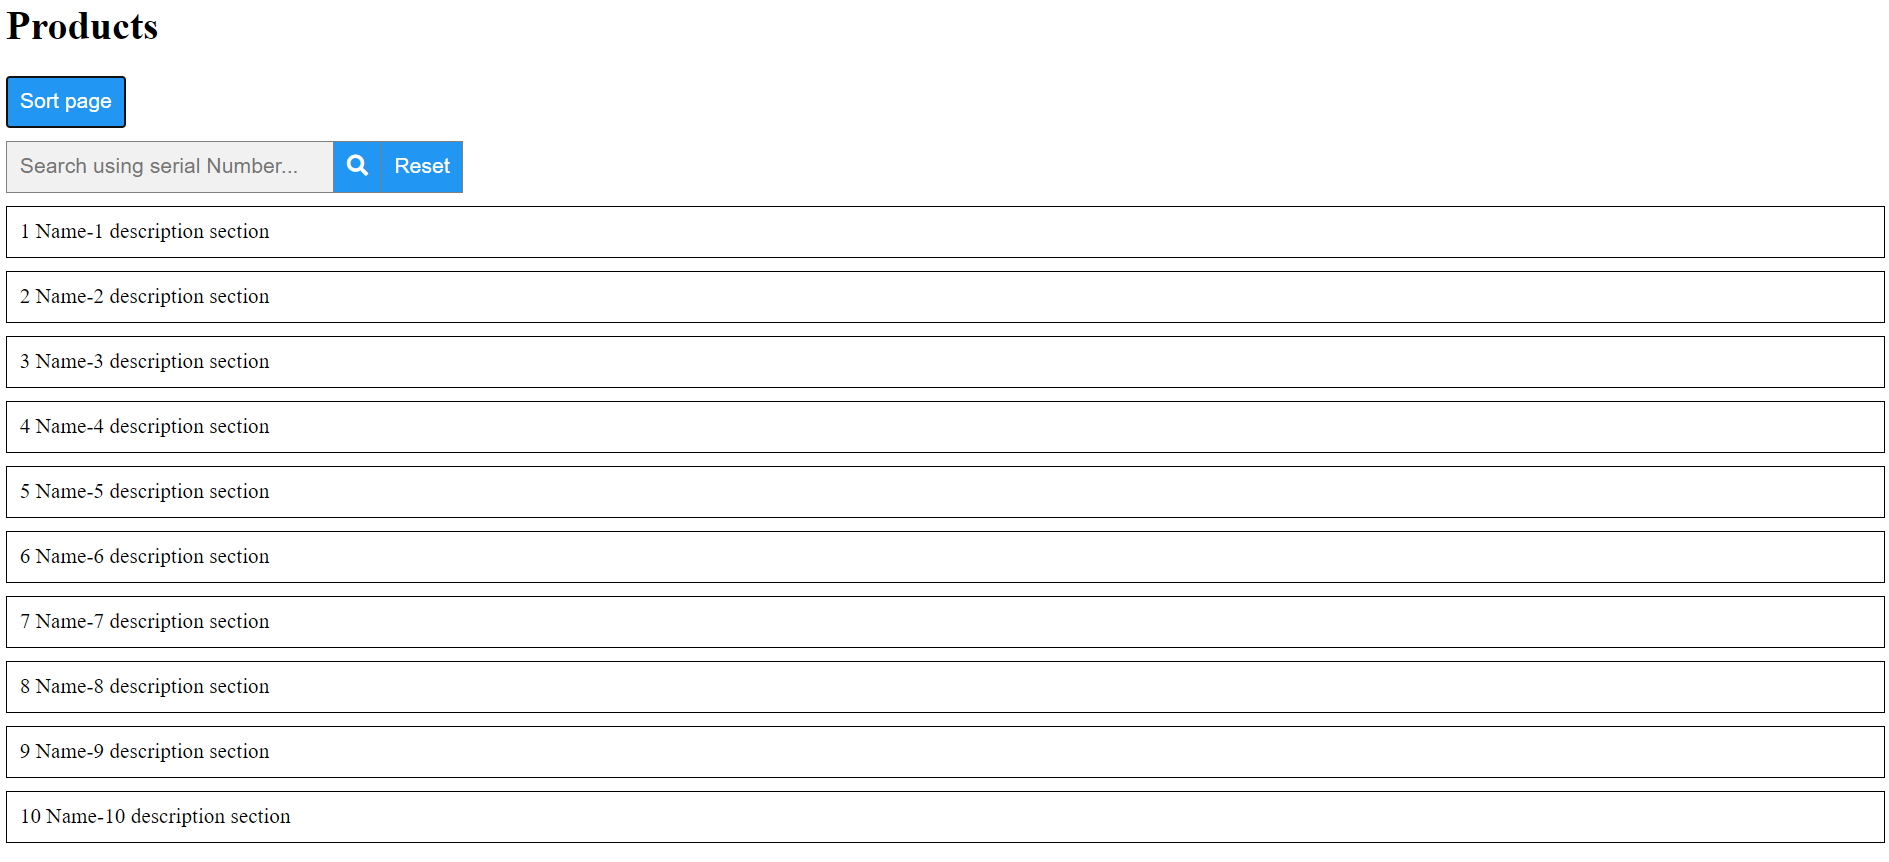 Products
Sort page
Search using serial Number... Reset
1 Name-1 description section
2 Name-2 description section
3 Name-3 description section
4 Name-4 description section
5 Name-5 description section
6 Name-6 description section
7 Name-7 description section
8 Name-8 description section
9 Name-9 description section
10 Name-10 description section